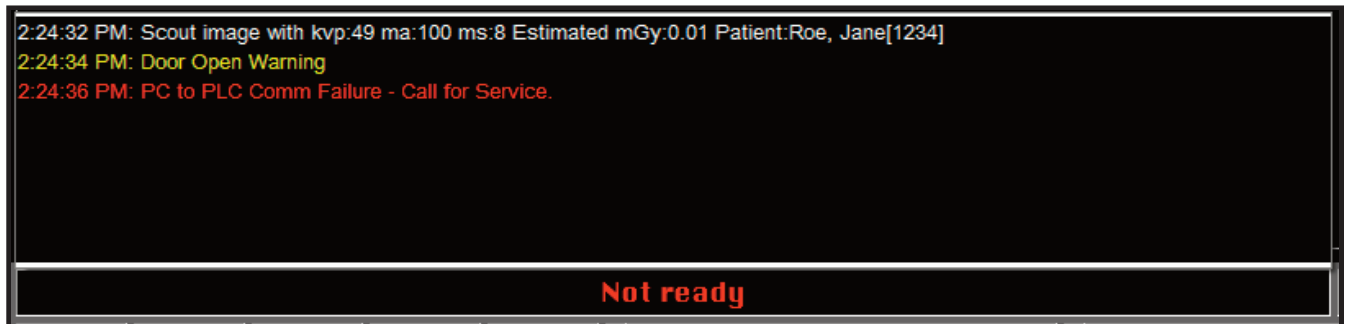 2:24:32 PM: Scout image with kvp:49 ma:100 ms:8 Estimated mGy:0.01 Patient:Roe, Jane[1234]
2:24:34 PM: Door Open Warning
2:24:36 PM: PC to PLC Comm Failure - Call for Service.
Not ready